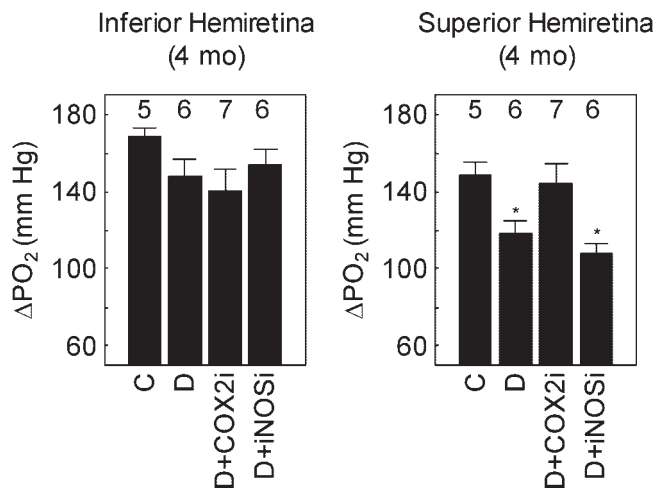 Inferior Hemiretina
(4 mo)
5 6 7 6
180
140
100
60
ΔPO2 (mm Hg)
C
D
D+COX2i
D+iNOSi
Superior Hemiretina
(4 mo)
5 6 7 6
180
140
100
60
ΔPO2 (mm Hg)
*
*
C
D
D+COX2i
D+iNOSi